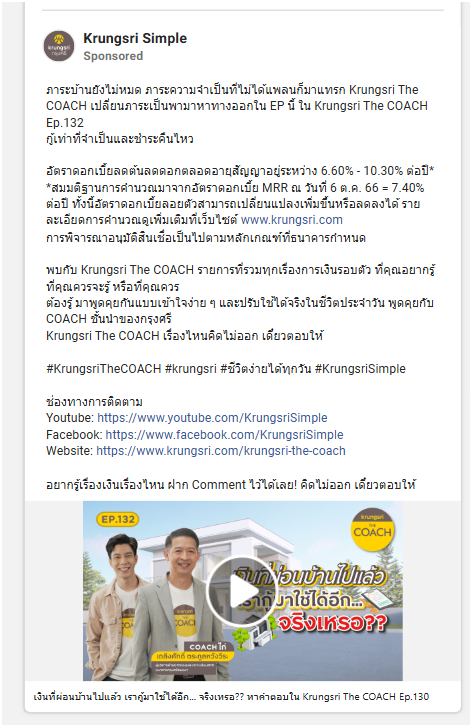 Krungsri Simple
Sponsored
ภาระบ้านยังไม่หมด ภาระความจำเป็นที่ไม่ได้แพลนก็มาแทรก Krungsri The
COACH เปลี่ยนภาระเป็นพามาหาทางออกใน EP นี้ ใน Krungsri The COACH
Ep.132
กู้เท่าที่จำเป็นและชำระคืนไหว
อัตราดอกเบี้ยลดต้นลดดอกตลอดอายุสัญญาอยู่ระหว่าง 6.60% - 10.30% ต่อปี*
*สมมติฐานการคำนวณมาจากอัตราดอกเบี้ย MRR ณ วันที่ 6 ต.ค. 66 = 7.40%
ต่อปี ทั้งนี้อัตราดอกเบี้ยลอยตัวสามารถเปลี่ยนแปลงเพิ่มขึ้นหรือลดลงได้ ราย
ละเอียดการคำนวณดูเพิ่มเติมที่เว็บไซต์ www.krungsri.com
การพิจารณาอนุมัติสินเชื่อเป็นไปตามหลักเกณฑ์ที่ธนาคารกำหนด
พบกับ Krungsri The COACH รายการที่รวมทุกเรื่องการเงินรอบตัว ที่คุณอยากรู้
ที่คุณควรจะรู้ หรือที่คุณควร
ต้องรู้ มาพูดคุยกันแบบเข้าใจง่าย ๆ และปรับใช้ได้จริงในชีวิตประจำวัน พูดคุยกับ
COACH ชั้นนำของกรุงศรี
Krungsri The COACH เรื่องไหนคิดไม่ออก เดี๋ยวตอบให้
#KrungsriTheCOACH #krungsri #ชีวิตง่ายได้ทุกวัน #KrungsriSimple
ช่องทางการติดตาม
Youtube: https://www.youtube.com/KrungsriSimple
Facebook: https://www.facebook.com/KrungsriSimple
Website: https://www.krungsri.com/krungsri-the-coach
อยากรู้เรื่องเงินเรื่องไหน ฝาก Comment ไว้ได้เลย! คิดไม่ออก เดี๋ยวตอบให้
EP.132
krungsri
THE
COACH
เงินที่ผ่อนบ้านไปแล้ว
เรากู้มาใช้ได้อีก...
จริงเหรอ??
COACH ไก่
เงินที่ผ่อนบ้านไปแล้ว เรากู้มาใช้ได้อีก... จริงเหรอ?? หาคำตอบใน Krungsri The COACH Ep.130